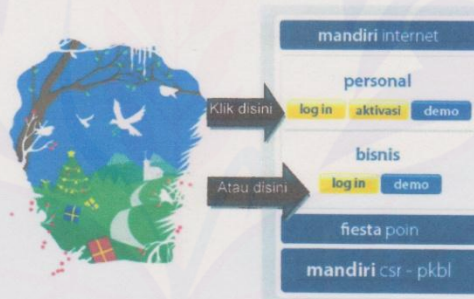 mandiri internet
personal
Klik disini
log in aktivasi demo
bisnis
Atau disini
log in demo
fiesta poin
mandiri csr - pkbl